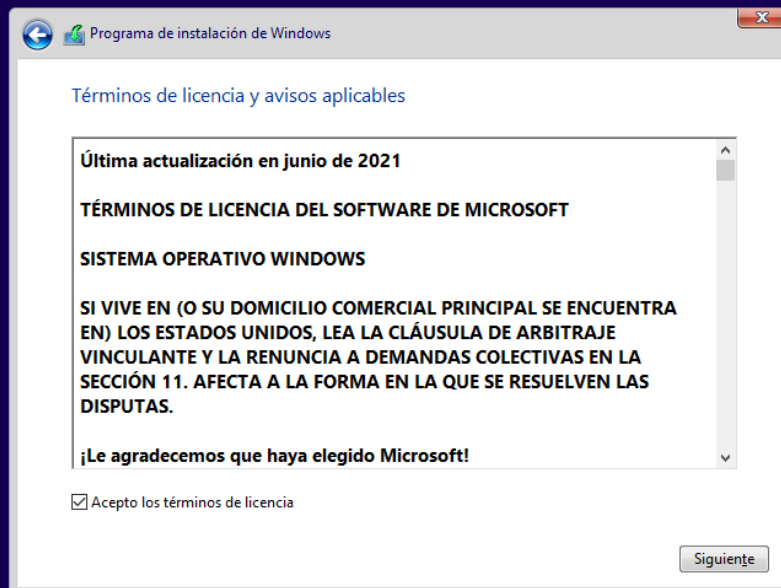 Programa de instalación de Windows
Términos de licencia y avisos aplicables
Última actualización en junio de 2021
TÉRMINOS DE LICENCIA DEL SOFTWARE DE MICROSOFT
SISTEMA OPERATIVO WINDOWS
SI VIVE EN (O SU DOMICILIO COMERCIAL PRINCIPAL SE ENCUENTRA
EN) LOS ESTADOS UNIDOS, LEA LA CLÁUSULA DE ARBITRAJE
VINCULANTE Y LA RENUNCIA A DEMANDAS COLECTIVAS EN LA
SECCIÓN 11. AFECTA A LA FORMA EN LA QUE SE RESUELVEN LAS
DISPUTAS.
¡Le agradecemos que haya elegido Microsoft!
Acepto los términos de licencia
Siguiente